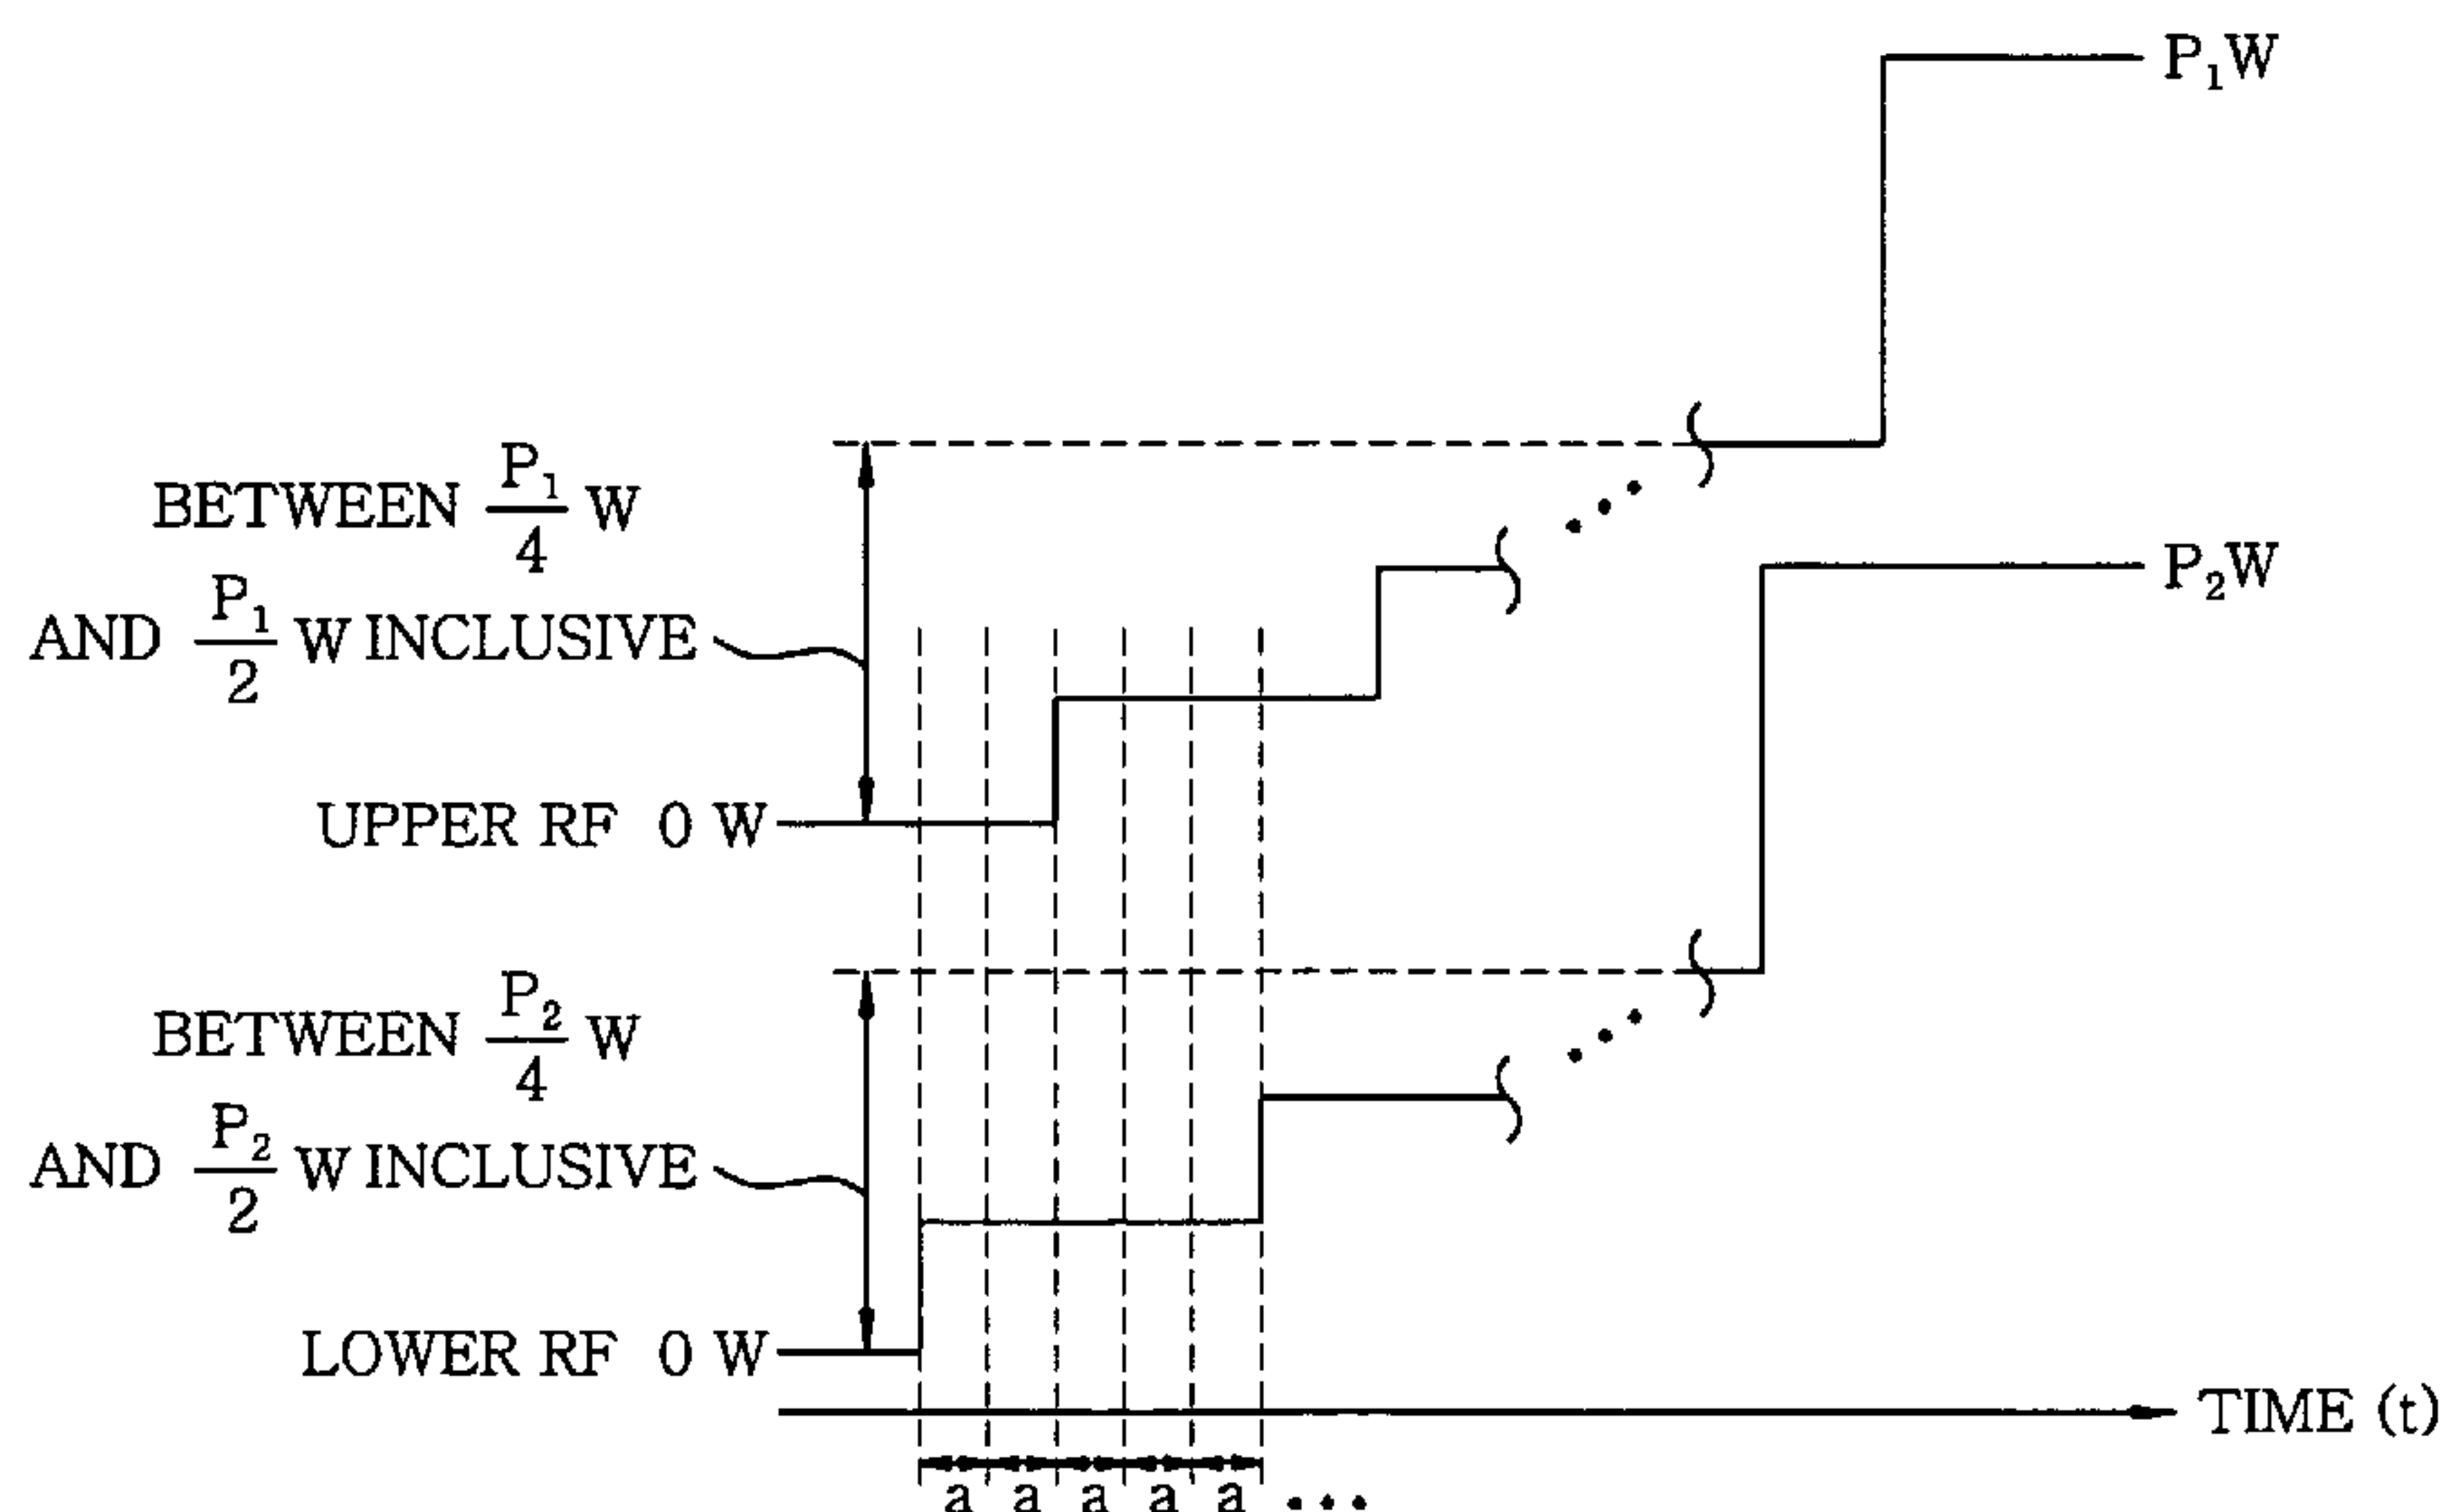 P₁W
BETWEEN P₁/4 W
AND P₁/2 W INCLUSIVE
P₂W
UPPER RF 0 W
BETWEEN P₂/4 W
AND P₂/2 W INCLUSIVE
LOWER RF 0 W
TIME (t)
a a a a a •••